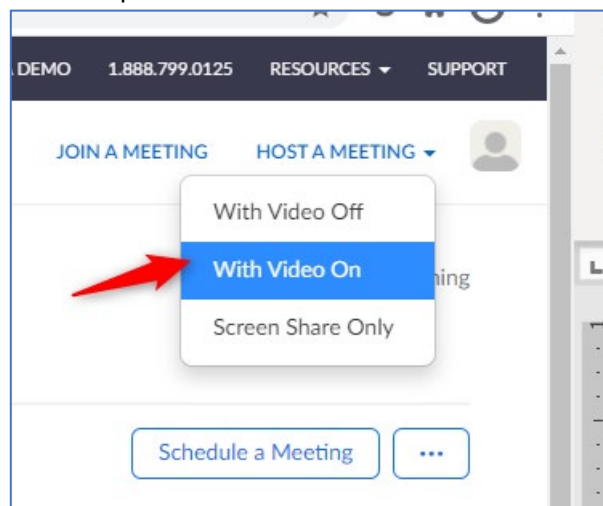 DEMO 1.888.799.0125 RESOURCES SUPPORT
JOIN A MEETING HOST A MEETING
With Video Off
With Video On
Screen Share Only
Schedule a Meeting ...